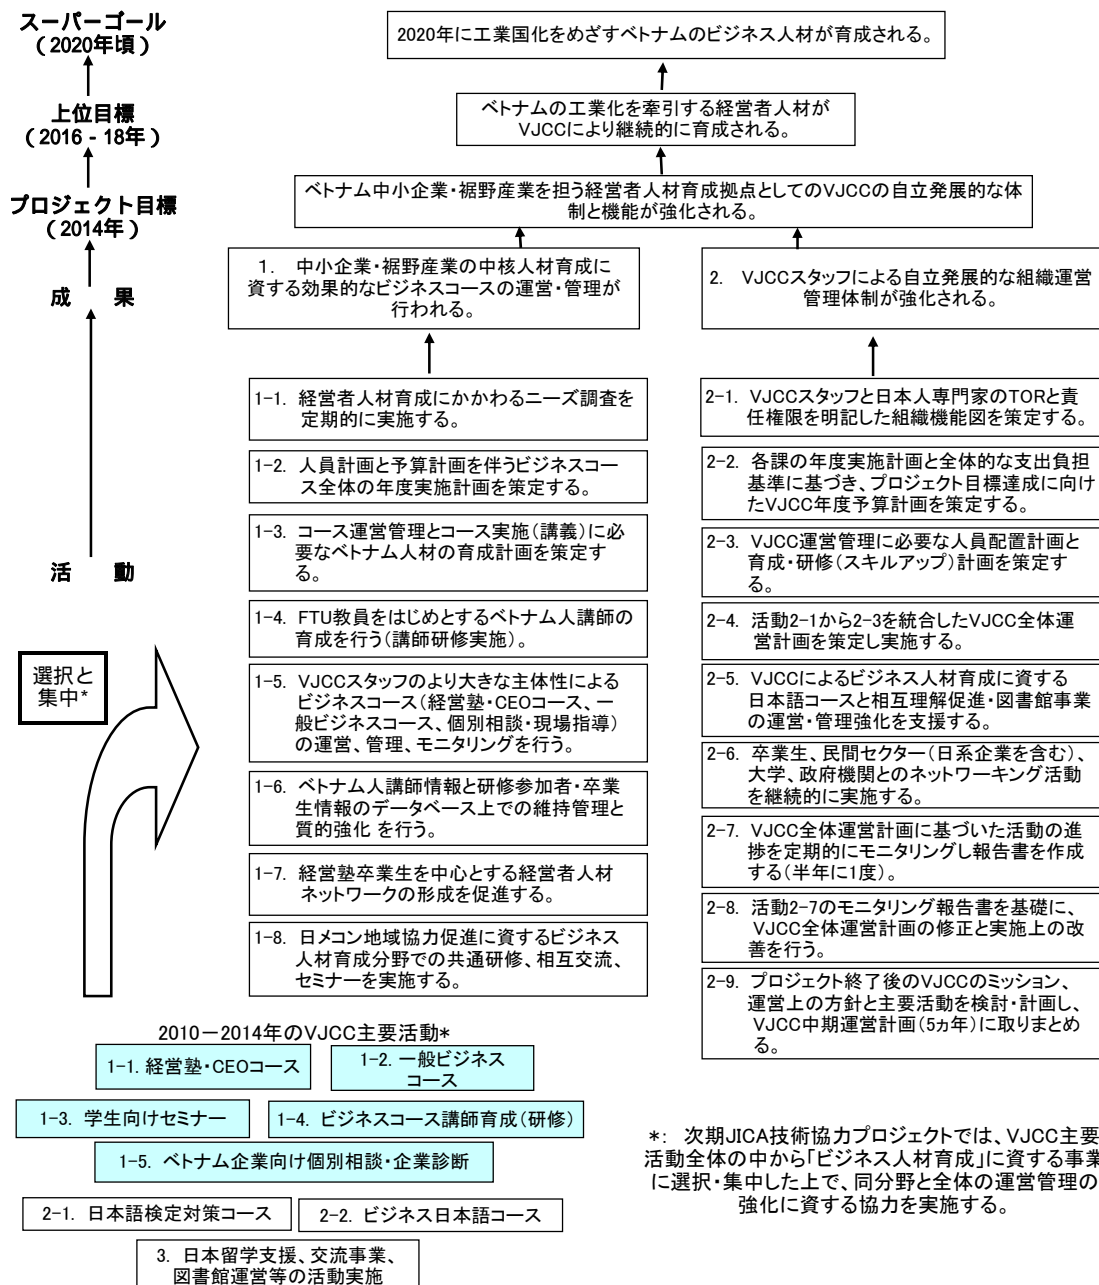 スーパーゴール
（2020年頃）
2020年に工業国化をめざすベトナムのビジネス人材が育成される。
上位目標
（2016 - 18年）
ベトナムの工業化を牽引する経営者人材が
VJCCにより継続的に育成される。
プロジェクト目標
（2014年）
ベトナム中小企業・裾野産業を担う経営者人材育成拠点としてのVJCCの自立発展的な体
制と機能が強化される。
成　果
1.　中小企業・裾野産業の中核人材育成に
資する効果的なビジネスコースの運営・管理が
行われる。
2.　VJCCスタッフによる自立発展的な組織運営
管理体制が強化される。
活　動
1-1. 経営者人材育成にかかわるニーズ調査を
定期的に実施する。
1-2. 人員計画と予算計画を伴うビジネスコー
ス全体の年度実施計画を策定する。
1-3. コース運営管理とコース実施（講義）に必
要なベトナム人材の育成計画を策定す
る。
1-4. FTU教員をはじめとするベトナム人講師の
育成を行う（講師研修実施）。
1-5. VJCCスタッフのより大きな主体性による
ビジネスコース（経営塾・CEOコース、一
般ビジネスコース、個別相談・現場指導）
の運営、管理、モニタリングを行う。
1-6. ベトナム人講師情報と研修参加者・卒業
生情報のデータベース上での維持管理と
質的強化 を行う。
1-7. 経営塾卒業生を中心とする経営者人材
ネットワークの形成を促進する。
1-8. 日メコン地域協力促進に資するビジネス
人材育成分野での共通研修、相互交流、
セミナーを実施する。
2-1. VJCCスタッフと日本人専門家のTORと責
任権限を明記した組織機能図を策定する。
2-2. 各課の年度実施計画と全体的な支出負担
基準に基づき、プロジェクト目標達成に向け
たVJCC年度予算計画を策定する。
2-3. VJCC運営管理に必要な人員配置計画と
育成・研修（スキルアップ）計画を策定す
る。
2-4. 活動2-1から2-3を統合したVJCC全体運
営計画を策定し実施する。
2-5. VJCCによるビジネス人材育成に資する
日本語コースと相互理解促進・図書館事業
の運営・管理強化を支援する。
2-6. 卒業生、民間セクター（日系企業を含む）、
大学、政府機関とのネットワーキング活動
を継続的に実施する。
2-7. VJCC全体運営計画に基づいた活動の進
捗を定期的にモニタリングし報告書を作成
する（半年に1度）。
2-8. 活動2-7のモニタリング報告書を基礎に、
VJCC全体運営計画の修正と実施上の改
善を行う。
2-9. プロジェクト終了後のVJCCのミッション、
運営上の方針と主要活動を検討・計画し、
VJCC中期運営計画（5ヵ年）に取りまとめ
る。
選択と
集中*
2010－2014年のVJCC主要活動*
1-1. 経営塾・CEOコース
1-2. 一般ビジネス
コース
1-3. 学生向けセミナー
1-4. ビジネスコース講師育成（研修）
1-5. ベトナム企業向け個別相談・企業診断
2-1. 日本語検定対策コース
2-2. ビジネス日本語コース
3. 日本留学支援、交流事業、
図書館運営等の活動実施
*:　次期JICA技術協力プロジェクトでは、VJCC主要
活動全体の中から「ビジネス人材育成」に資する事業
に選択・集中した上で、同分野と全体の運営管理の
強化に資する協力を実施する。